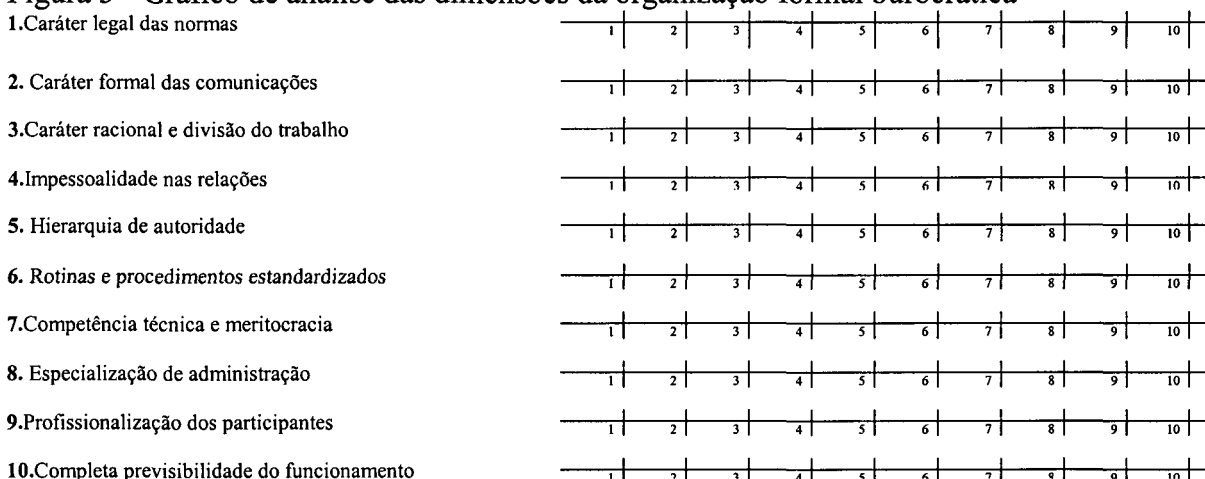 Figura 3 - Gráfico de análise das dimensões da organização formal burocrática
1.Caráter legal das normas 1 2 3 4 5 6 7 8 9 10
2. Caráter formal das comunicações 1 2 3 4 5 6 7 8 9 10
3.Caráter racional e divisão do trabalho 1 2 3 4 5 6 7 8 9 10
4.Impessoalidade nas relações 1 2 3 4 5 6 7 8 9 10
5. Hierarquia de autoridade 1 2 3 4 5 6 7 8 9 10
6. Rotinas e procedimentos estandardizados 1 2 3 4 5 6 7 8 9 10
7.Competência técnica e meritocracia 1 2 3 4 5 6 7 8 9 10
8. Especialização de administração 1 2 3 4 5 6 7 8 9 10
9.Profissionalização dos participantes 1 2 3 4 5 6 7 8 9 10
10.Completa previsibilidade do funcionamento 1 2 3 4 5 6 7 8 9 10